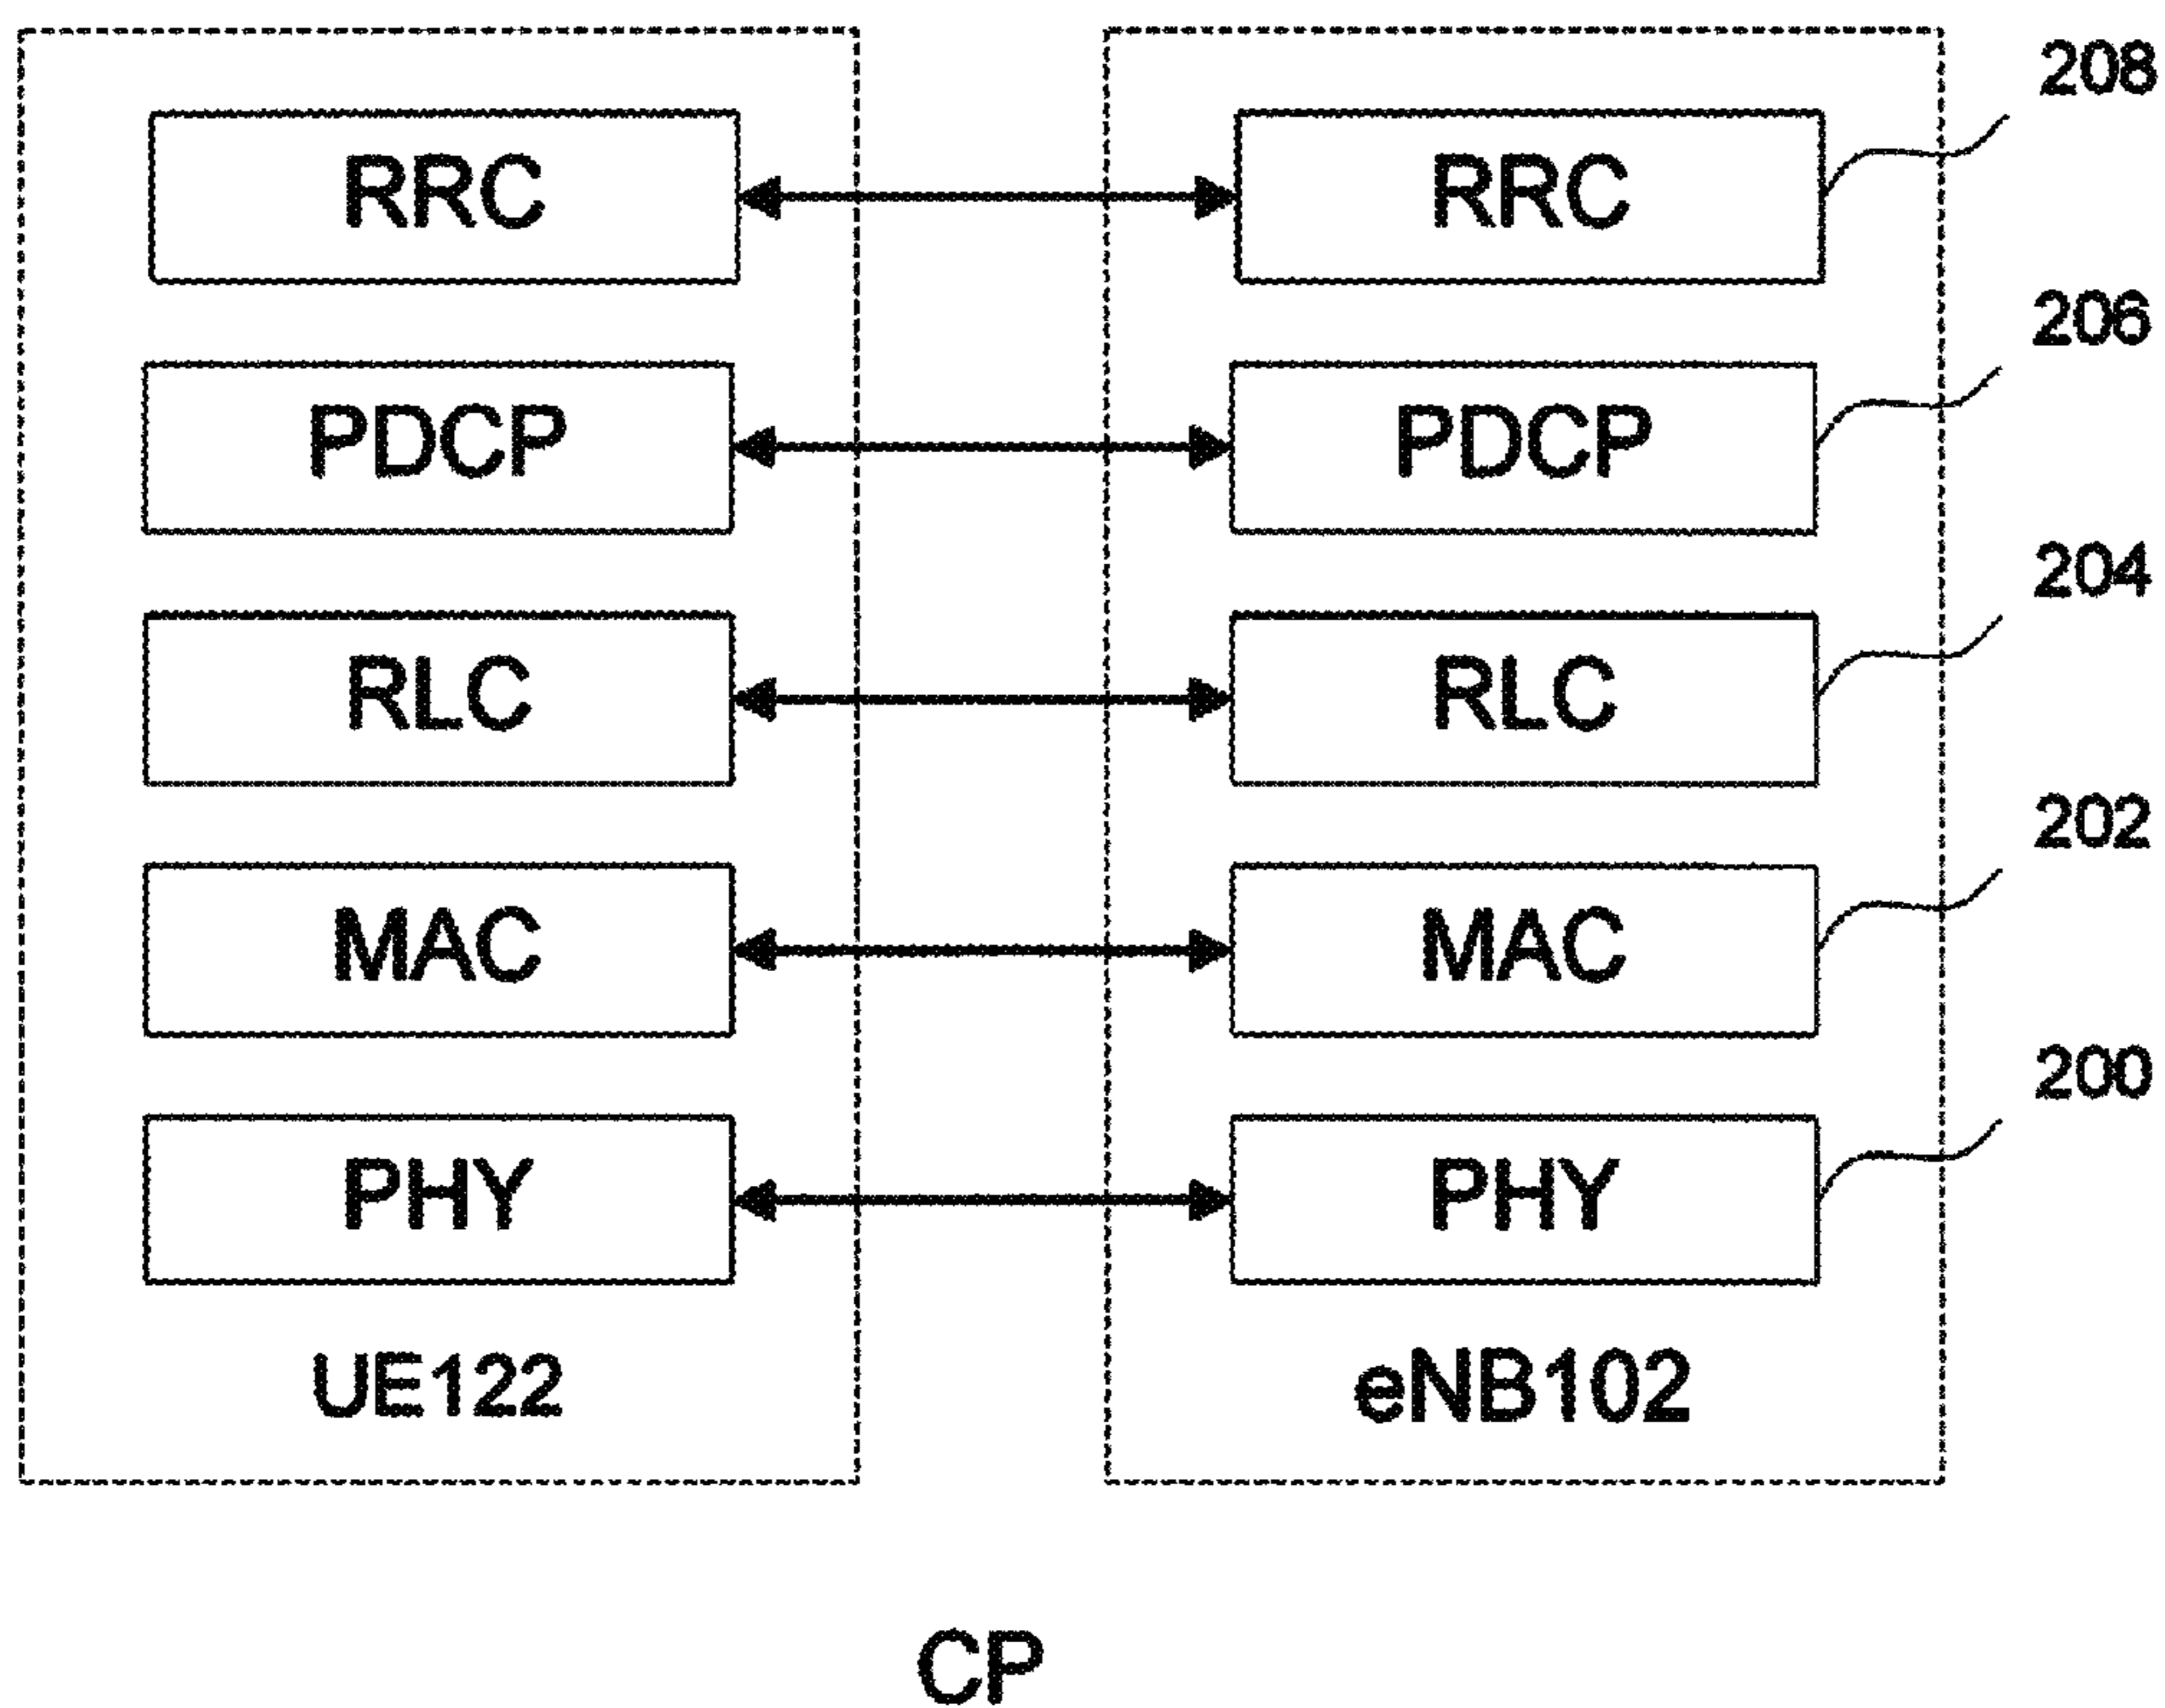 208
RRC RRC
206
PDCP PDCP
204
RLC RLC
202
MAC MAC
200
PHY PHY
UE122 eNB102
CP